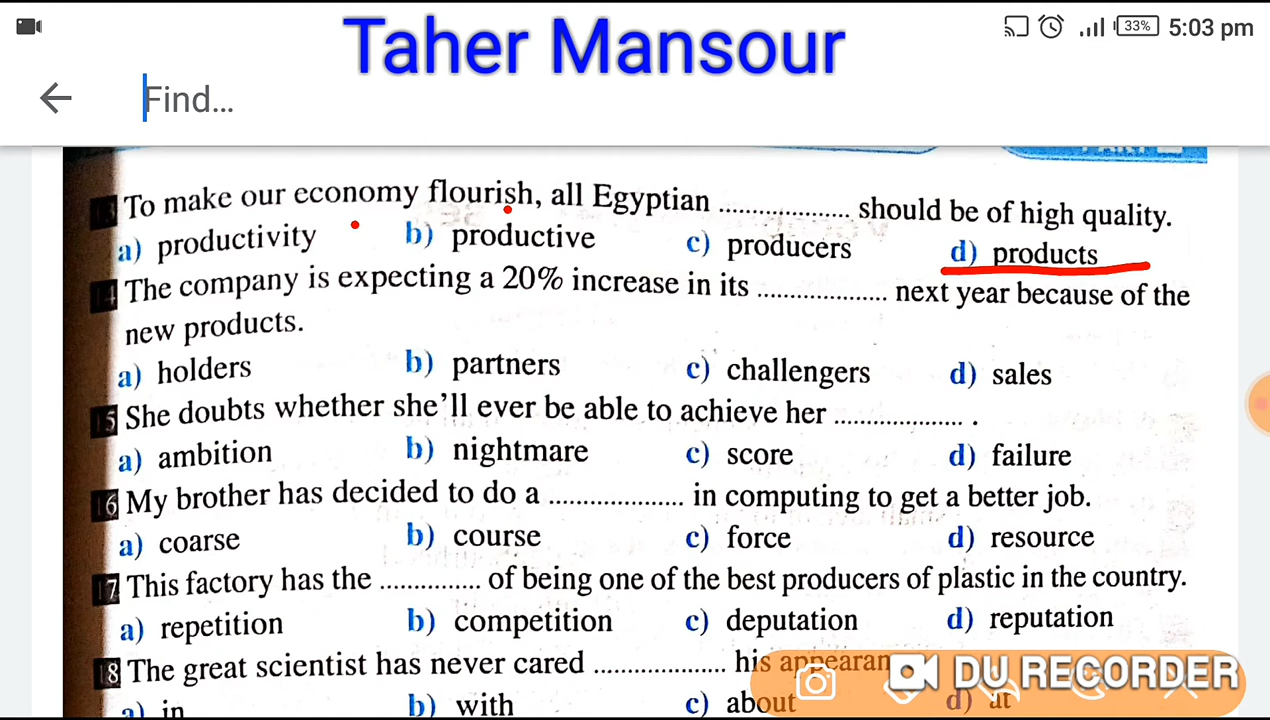 Taher Mansour
33% 5:03 pm
Find...
13 To make our economy flourish, all Egyptian .................. should be of high quality.
a) productivity b) productive c) producers d) products
14 The company is expecting a 20% increase in its .................. next year because of the
new products.
a) holders b) partners c) challengers d) sales
15 She doubts whether she'll ever be able to achieve her .................. .
a) ambition b) nightmare c) score d) failure
16 My brother has decided to do a .................. in computing to get a better job.
a) coarse b) course c) force d) resource
17 This factory has the .............. of being one of the best producers of plastic in the country.
a) repetition b) competition c) deputation d) reputation
18 The great scientist has never cared .................. his appearan
a) in b) with c) about d) at
DU RECORDER